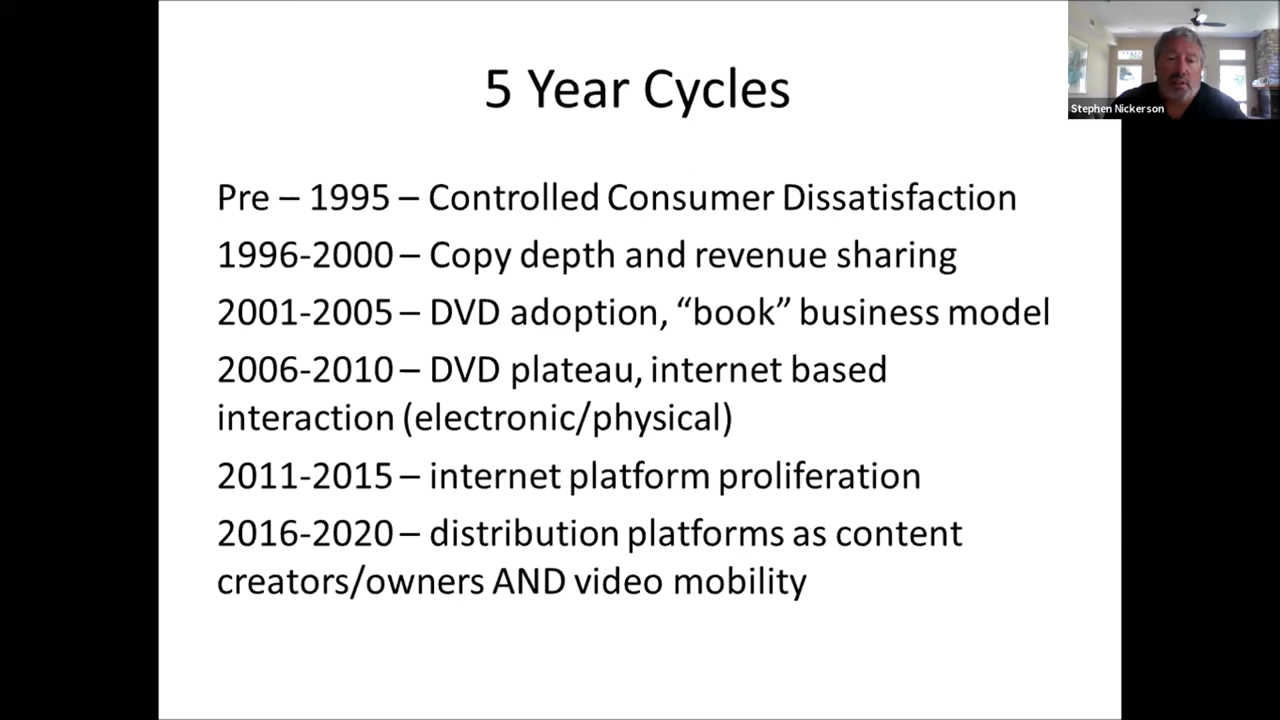 5 Year Cycles
Stephen Nickerson
Pre – 1995 – Controlled Consumer Dissatisfaction
1996-2000 – Copy depth and revenue sharing
2001-2005 – DVD adoption, “book” business model
2006-2010 – DVD plateau, internet based
interaction (electronic/physical)
2011-2015 – internet platform proliferation
2016-2020 – distribution platforms as content
creators/owners AND video mobility